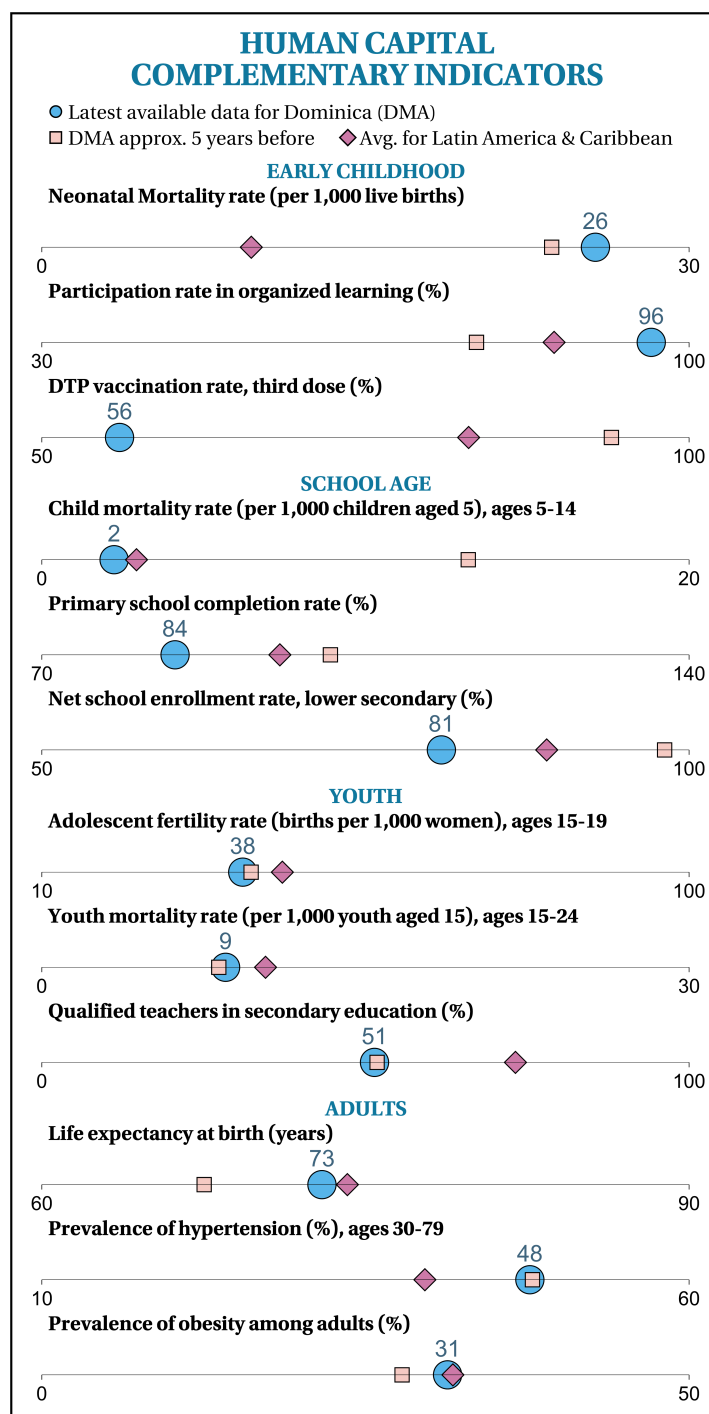 HUMAN CAPITAL
COMPLEMENTARY INDICATORS
Latest available data for Dominica (DMA)
DMA approx. 5 years before Avg. for Latin America & Caribbean
EARLY CHILDHOOD
Neonatal Mortality rate (per 1,000 live births)
26
0 30
Participation rate in organized learning (%)
96
30 100
DTP vaccination rate, third dose (%)
56
50 100
SCHOOL AGE
Child mortality rate (per 1,000 children aged 5), ages 5-14
2
0 20
Primary school completion rate (%)
84
70 140
Net school enrollment rate, lower secondary (%)
81
50 100
YOUTH
Adolescent fertility rate (births per 1,000 women), ages 15-19
38
10 100
Youth mortality rate (per 1,000 youth aged 15), ages 15-24
9
0 30
Qualified teachers in secondary education (%)
51
0 100
ADULTS
Life expectancy at birth (years)
73
60 90
Prevalence of hypertension (%), ages 30-79
48
10 60
Prevalence of obesity among adults (%)
31
0 50